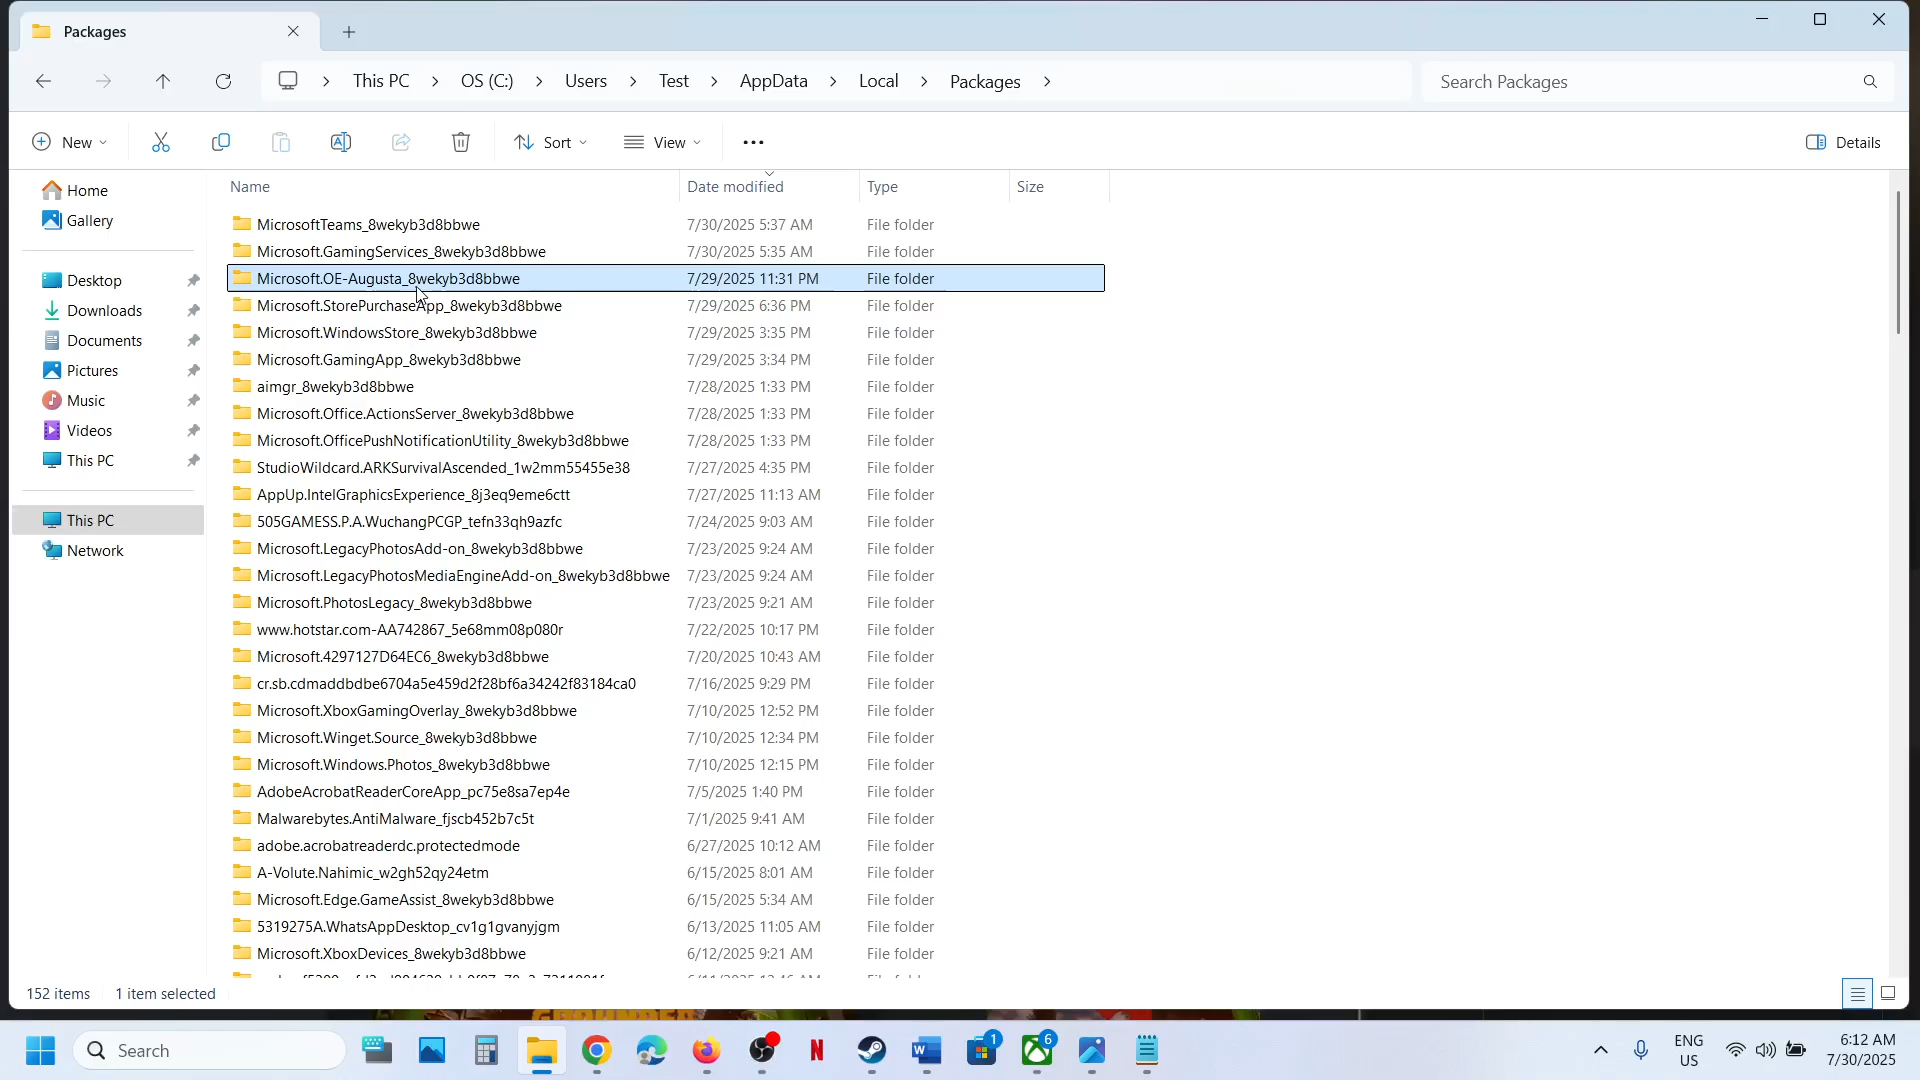 Packages
This PC > OS (C:) > Users > Test > AppData > Local > Packages >
Search Packages
New
Sort
View
Details
Name Date modified Type Size
Home
Gallery
Desktop
Downloads
Documents
Pictures
Music
Videos
This PC
This PC
Network
MicrosoftTeams_8wekyb3d8bbwe 7/30/2025 5:37 AM File folder
Microsoft.GamingServices_8wekyb3d8bbwe 7/30/2025 5:35 AM File folder
Microsoft.OE-Augusta_8wekyb3d8bbwe 7/29/2025 11:31 PM File folder
Microsoft.StorePurchaseApp_8wekyb3d8bbwe 7/29/2025 6:36 PM File folder
Microsoft.WindowsStore_8wekyb3d8bbwe 7/29/2025 3:35 PM File folder
Microsoft.GamingApp_8wekyb3d8bbwe 7/29/2025 3:34 PM File folder
aimgr_8wekyb3d8bbwe 7/28/2025 1:33 PM File folder
Microsoft.Office.ActionsServer_8wekyb3d8bbwe 7/28/2025 1:33 PM File folder
Microsoft.OfficePushNotificationUtility_8wekyb3d8bbwe 7/28/2025 1:33 PM File folder
StudioWildcard.ARKSurvivalAscended_1w2mm55455e38 7/27/2025 4:35 PM File folder
AppUp.IntelGraphicsExperience_8j3eq9eme6ctt 7/27/2025 11:13 AM File folder
505GAMESS.P.A.WuchangPCGP_tefn33qh9azfc 7/24/2025 9:03 AM File folder
Microsoft.LegacyPhotosAdd-on_8wekyb3d8bbwe 7/23/2025 9:24 AM File folder
Microsoft.LegacyPhotosMediaEngineAdd-on_8wekyb3d8bbwe 7/23/2025 9:24 AM File folder
Microsoft.PhotosLegacy_8wekyb3d8bbwe 7/23/2025 9:21 AM File folder
www.hotstar.com-AA742867_5e68mm08p080r 7/22/2025 10:17 PM File folder
Microsoft.4297127D64EC6_8wekyb3d8bbwe 7/20/2025 10:43 AM File folder
cr.sb.cdmaddbdbe6704a5e459d2f28bf6a34242f83184ca0 7/16/2025 9:29 PM File folder
Microsoft.XboxGamingOverlay_8wekyb3d8bbwe 7/10/2025 12:52 PM File folder
Microsoft.Winget.Source_8wekyb3d8bbwe 7/10/2025 12:34 PM File folder
Microsoft.Windows.Photos_8wekyb3d8bbwe 7/10/2025 12:15 PM File folder
AdobeAcrobatReaderCoreApp_pc75e8sa7ep4e 7/5/2025 1:40 PM File folder
Malwarebytes.AntiMalware_fjscb452b7c5t 7/1/2025 9:41 AM File folder
adobe.acrobatreaderdc.protectedmode 6/27/2025 10:12 AM File folder
A-Volute.Nahimic_w2gh52qy24etm 6/15/2025 8:01 AM File folder
Microsoft.Edge.GameAssist_8wekyb3d8bbwe 6/15/2025 5:34 AM File folder
5319275A.WhatsAppDesktop_cv1g1gvanyjgm 6/13/2025 11:05 AM File folder
Microsoft.XboxDevices_8wekyb3d8bbwe 6/12/2025 9:21 AM File folder
152 items 1 item selected
Search
1
6
ENG
US
6:12 AM
7/30/2025